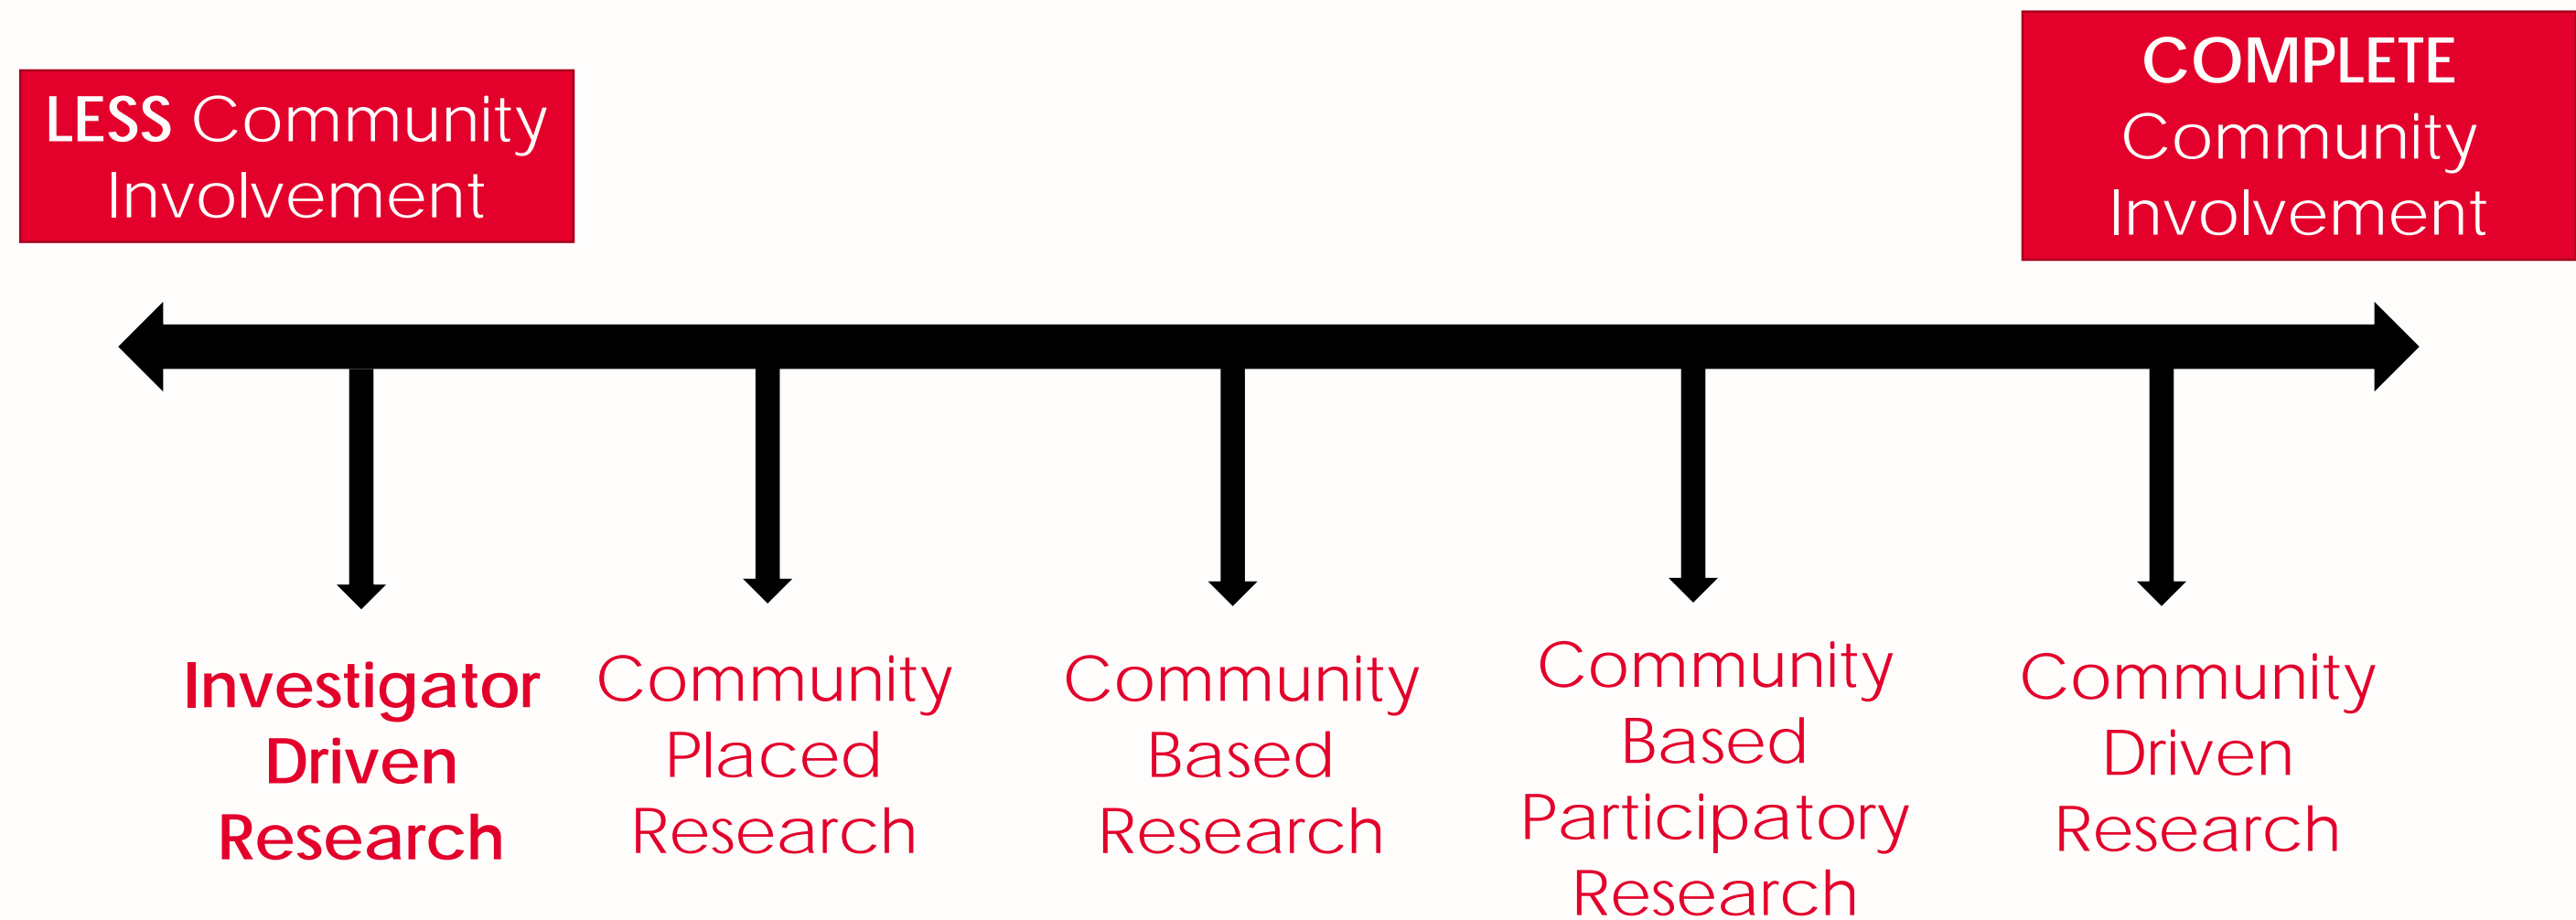 LESS Community
Involvement
COMPLETE
Community
Involvement
Investigator
Driven
Research
Community
Placed
Research
Community
Based
Research
Community
Based
Participatory
Research
Community
Driven
Research